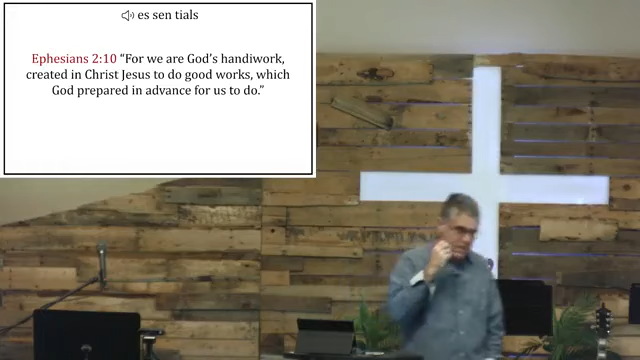 es sen tials
Ephesians 2:10 “For we are God’s handiwork,
created in Christ Jesus to do good works, which
God prepared in advance for us to do.”